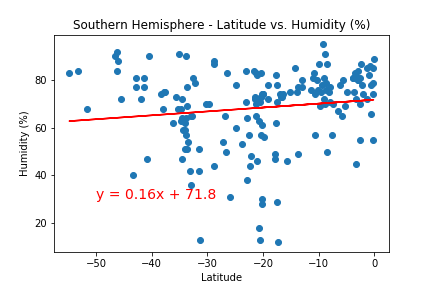 Southern Hemisphere - Latitude vs. Humidity (%)
Humidity (%)
80
60
40
20
y = 0.16x + 71.8
−50 −40 −30 −20 −10 0
Latitude